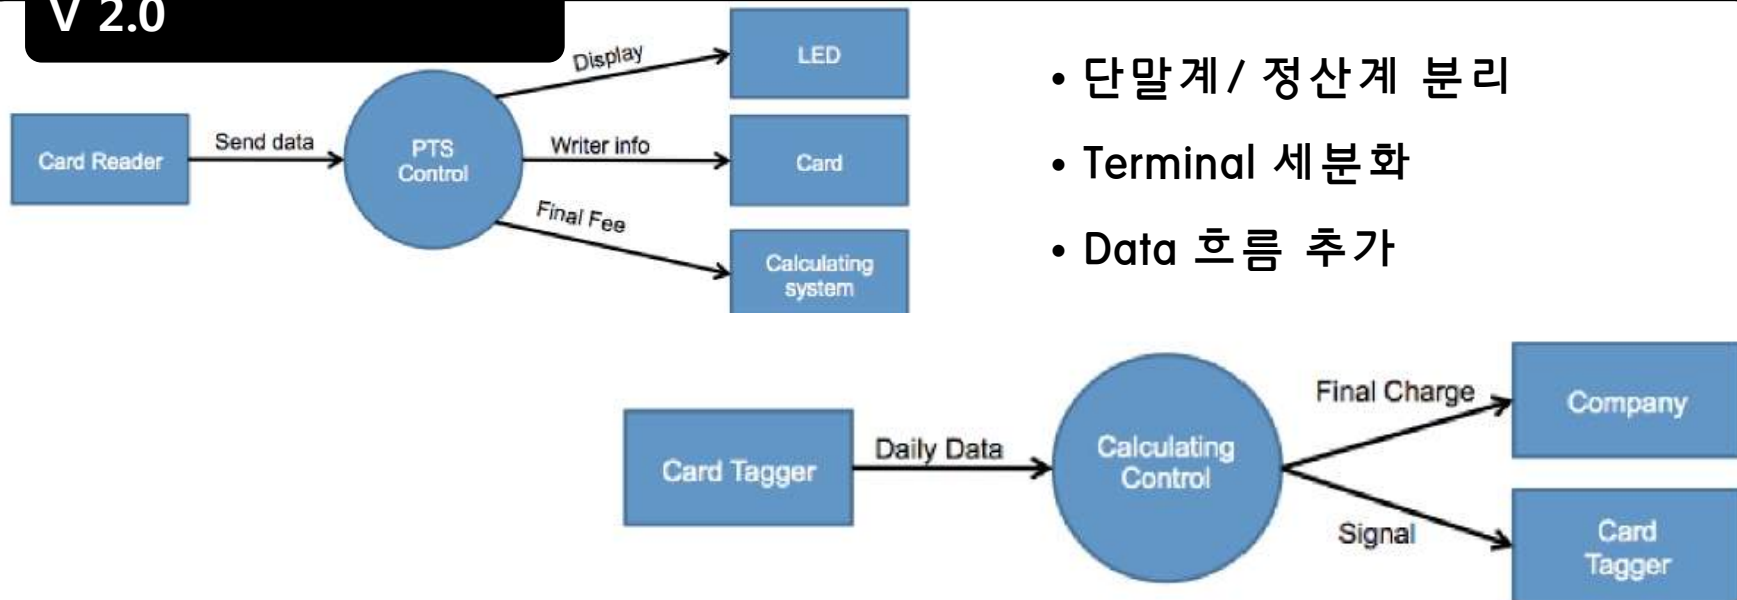 V 2.0
Display
LED
Card Reader
Send data
PTS
Control
Writer info
Card
Final Fee
Calculating
system
• 단말계/ 정산계 분리
• Terminal 세분화
• Data 흐름 추가
Card Tagger
Daily Data
Calculating
Control
Final Charge
Company
Signal
Card
Tagger